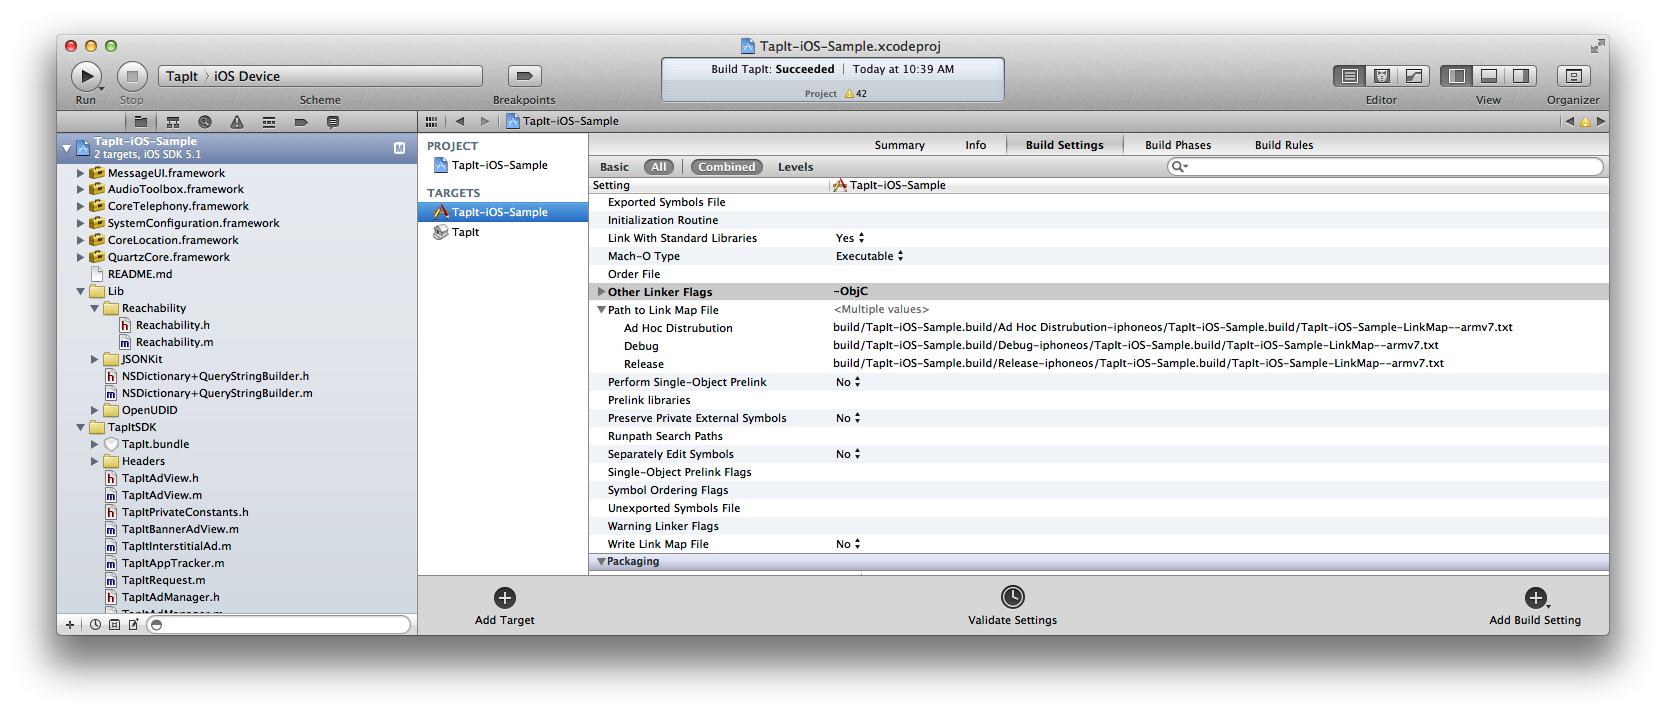 TapIt-iOS-Sample.xcodeproj
TapIt
iOS Device
Build TapIt: Succeeded | Today at 10:39 AM
Project 42
Run
Stop
Scheme
Breakpoints
Editor
View
Organizer
TapIt-iOS-Sample
TapIt-iOS-Sample
2 targets, iOS SDK 5.1
M
MessageUI.framework
AudioToolbox.framework
CoreTelephony.framework
SystemConfiguration.framework
CoreLocation.framework
QuartzCore.framework
README.md
Lib
Reachability
h Reachability.h
m Reachability.m
JSONKit
h NSDictionary+QueryStringBuilder.h
m NSDictionary+QueryStringBuilder.m
OpenUDID
TapItSDK
TapIt.bundle
Headers
h TapItAdView.h
m TapItAdView.m
h TapItPrivateConstants.h
m TapItBannerAdView.m
m TapItInterstitialAd.m
m TapItAppTracker.m
m TapItRequest.m
h TapItAdManager.h
m TapItAdManager.m
PROJECT
TapIt-iOS-Sample
TARGETS
TapIt-iOS-Sample
TapIt
Summary
Info
Build Settings
Build Phases
Build Rules
Basic
All
Combined
Levels
Setting
TapIt-iOS-Sample
Exported Symbols File
Initialization Routine
Link With Standard Libraries Yes
Mach-O Type Executable
Order File
Other Linker Flags -ObjC
Path to Link Map File <Multiple values>
Ad Hoc Distrubution build/TapIt-iOS-Sample.build/Ad Hoc Distrubution-iphoneos/TapIt-iOS-Sample.build/TapIt-iOS-Sample-LinkMap--armv7.txt
Debug build/TapIt-iOS-Sample.build/Debug-iphoneos/TapIt-iOS-Sample.build/TapIt-iOS-Sample-LinkMap--armv7.txt
Release build/TapIt-iOS-Sample.build/Release-iphoneos/TapIt-iOS-Sample.build/TapIt-iOS-Sample-LinkMap--armv7.txt
Perform Single-Object Prelink No
Prelink libraries
Preserve Private External Symbols No
Runpath Search Paths
Separately Edit Symbols No
Single-Object Prelink Flags
Symbol Ordering Flags
Unexported Symbols File
Warning Linker Flags
Write Link Map File No
Packaging
Add Target
Validate Settings
Add Build Setting